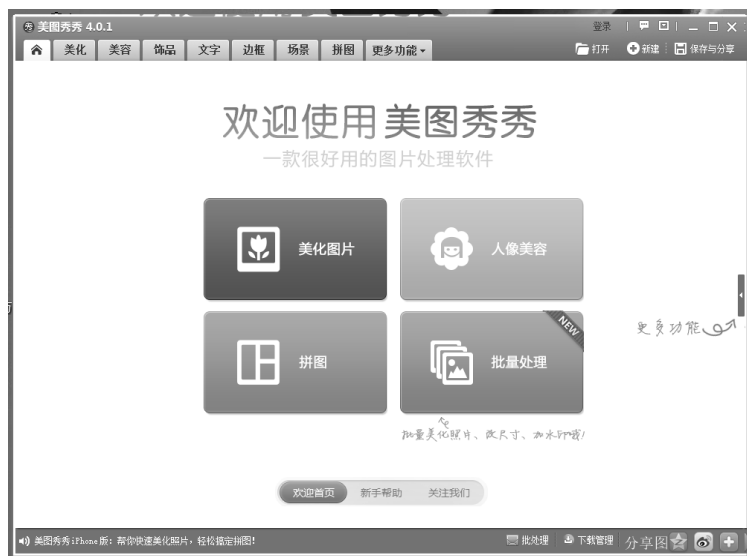 美图秀秀 4.0.1
登录
美化 美容 饰品 文字 边框 场景 拼图 更多功能
打开 新建 保存与分享
欢迎使用美图秀秀
一款很好用的图片处理软件
美化图片
人像美容
拼图
批量处理
NEW
更多功能
批量美化照片、改尺寸、加水印哦!
欢迎首页 新手帮助 关注我们
美图秀秀iPhone版：帮你快速美化照片，轻松搞定拼图!
批处理 下载管理 分享图